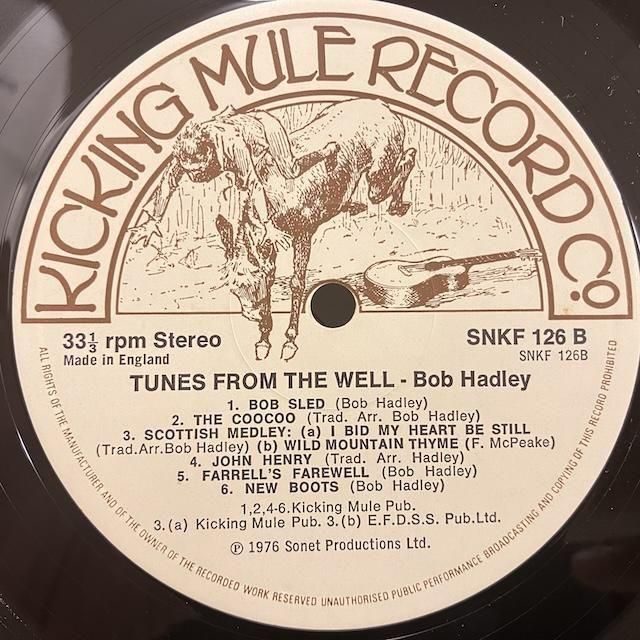 KICKING MULE RECORD Co.
33⅓ rpm Stereo
Made in England
SNKF 126 B
SNKF 126B
TUNES FROM THE WELL - Bob Hadley
1. BOB SLED (Bob Hadley)
2. THE COOCOO (Trad. Arr. Bob Hadley)
3. SCOTTISH MEDLEY: (a) I BID MY HEART BE STILL
(Trad.Arr.Bob Hadley) (b) WILD MOUNTAIN THYME (F. McPeake)
4. JOHN HENRY (Trad. Arr. Hadley)
5. FARRELL'S FAREWELL (Bob Hadley)
6. NEW BOOTS (Bob Hadley)
1,2,4-6.Kicking Mule Pub.
3.(a) Kicking Mule Pub. 3.(b) E.F.D.S.S. Pub.Ltd.
℗ 1976 Sonet Productions Ltd.
ALL RIGHTS OF THE MANUFACTURER AND OF THE OWNER OF THE RECORDED WORK RESERVED UNAUTHORISED PUBLIC PERFORMANCE BROADCASTING AND COPYING OF THIS RECORD PROHIBITED